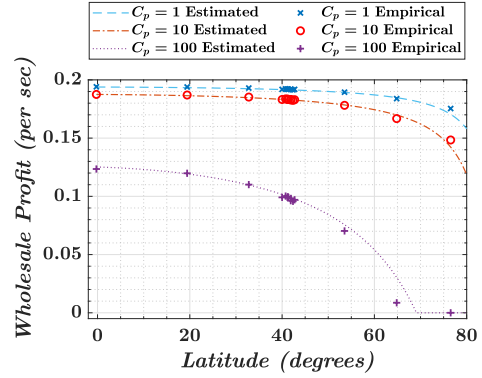 C_p = 1 Estimated
C_p = 1 Empirical
C_p = 10 Estimated
C_p = 10 Empirical
C_p = 100 Estimated
C_p = 100 Empirical
0.2
0.15
0.1
0.05
0
0 20 40 60 80
Wholesale Profit (per sec)
Latitude (degrees)